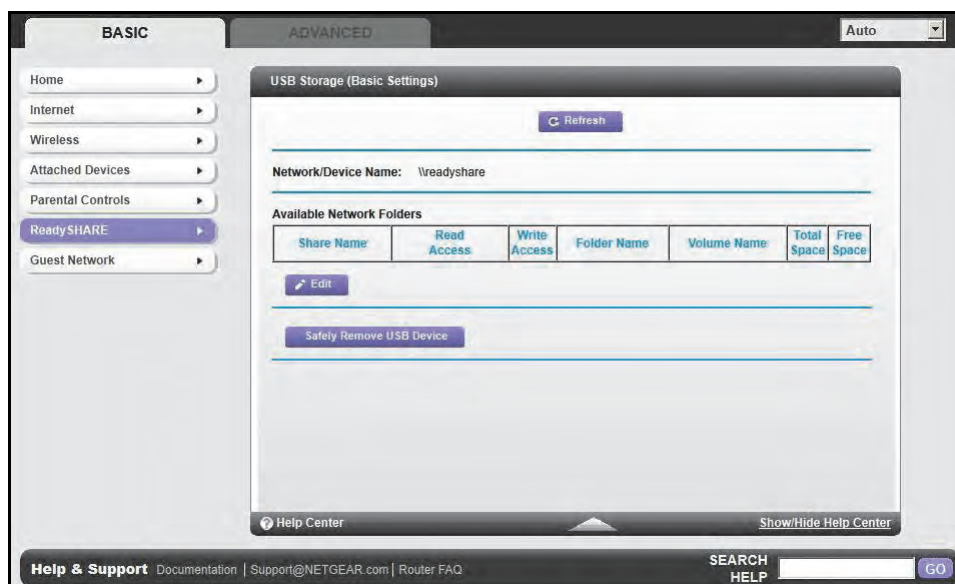 BASIC
ADVANCED
Auto
Home
Internet
Wireless
Attached Devices
Parental Controls
ReadySHARE
Guest Network
USB Storage (Basic Settings)
Refresh
Network/Device Name: \\readyshare
Available Network Folders
Share Name
Read
Access
Write
Access
Folder Name
Volume Name
Total
Space
Free
Space
Edit
Safely Remove USB Device
Help Center
Show/Hide Help Center
Help & Support Documentation | Support@NETGEAR.com | Router FAQ
SEARCH
HELP
GO